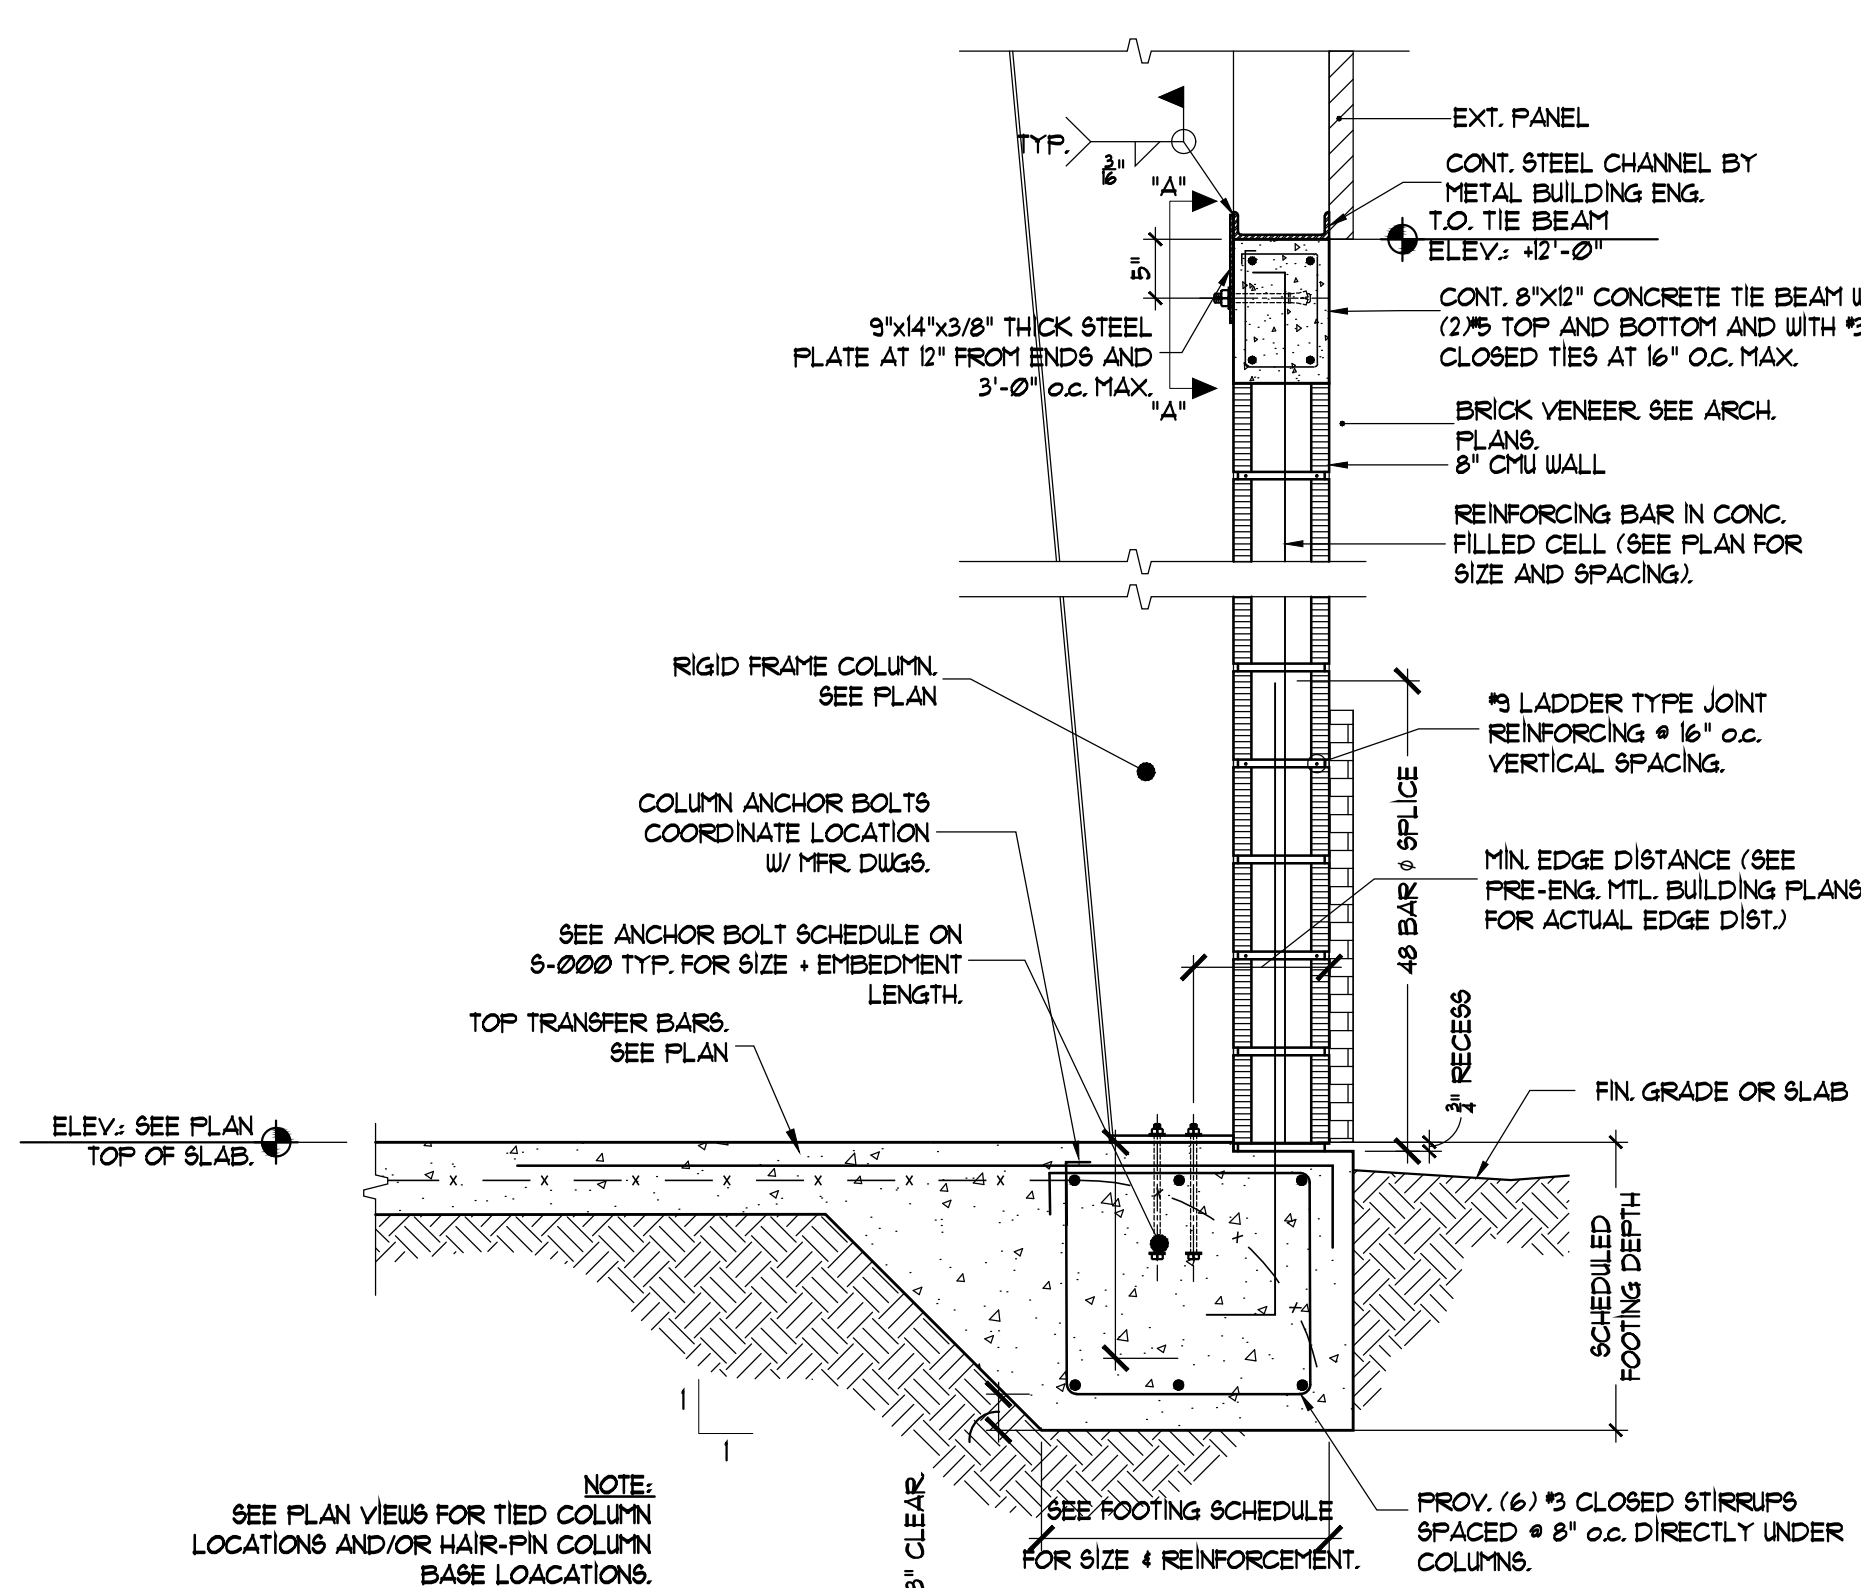 EXT. PANEL
CONT. STEEL CHANNEL BY
METAL BUILDING ENG.
T.O. TIE BEAM
ELEV.: +12'-0"
TYP.
3/16"
"A"
5"
"A"
9"x14"x3/8" THICK STEEL
PLATE AT 12" FROM ENDS AND
3'-0" o.c. MAX.
CONT. 8"X12" CONCRETE TIE BEAM
(2)#5 TOP AND BOTTOM AND WITH
CLOSED TIES AT 16" O.C. MAX.
BRICK VENEER. SEE ARCH.
PLANS.
8" CMU WALL
REINFORCING BAR IN CONC.
FILLED CELL (SEE PLAN FOR
SIZE AND SPACING).
RIGID FRAME COLUMN.
SEE PLAN
#9 LADDER TYPE JOINT
REINFORCING @ 16" o.c.
VERTICAL SPACING.
48 BAR ø SPLICE
COLUMN ANCHOR BOLTS
COORDINATE LOCATION
W/ MFR. DWGS.
MIN. EDGE DISTANCE (SEE
PRE-ENG. MTL. BUILDING PLANS
FOR ACTUAL EDGE DIST.)
SEE ANCHOR BOLT SCHEDULE ON
S-000 TYP. FOR SIZE + EMBEDMENT
LENGTH.
TOP TRANSFER BARS.
SEE PLAN
3/4" RECESS
FIN. GRADE OR SLAB
ELEV.: SEE PLAN
TOP OF SLAB.
x x x x x x x
SCHEDULED
FOOTING DEPTH
1
1
NOTE:
SEE PLAN VIEWS FOR TIED COLUMN
LOCATIONS AND/OR HAIR-PIN COLUMN
BASE LOACATIONS.
CLEAR.
SEE FOOTING SCHEDULE
FOR SIZE & REINFORCEMENT.
PROV. (6) #3 CLOSED STIRRUPS
SPACED @ 8" o.c. DIRECTLY UNDER
COLUMNS.